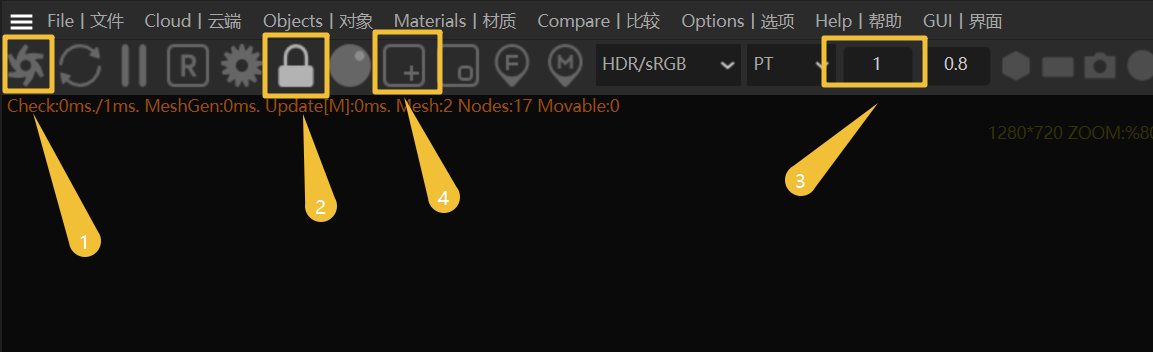 File | 文件 Cloud | 云端 Objects | 对象 Materials | 材质 Compare | 比较 Options | 选项 Help | 帮助 GUI | 界面
R F M HDR/sRGB PT 1 0.8
Check:0ms./1ms. MeshGen:0ms. Update[M]:0ms. Mesh:2 Nodes:17 Movable:0
1280*720 ZOOM:%80
3
4
2
1